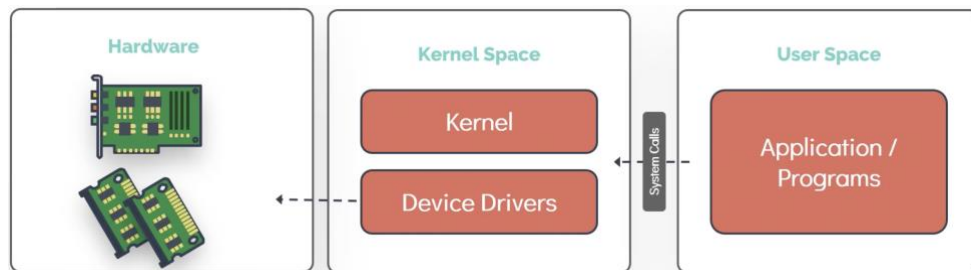 Hardware
Kernel Space
User Space
Kernel
Device Drivers
System Calls
Application /
Programs